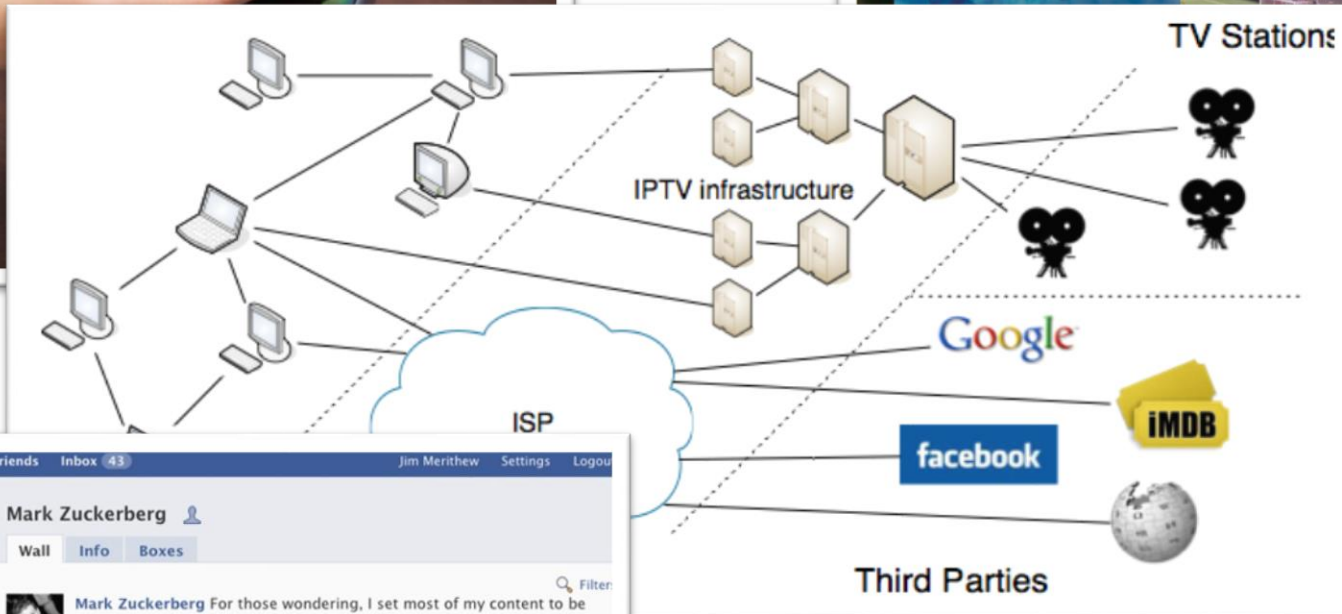 TV Stations
IPTV infrastructure
Google
iMDB
ISP
facebook
Third Parties
Inbox 43 Jim Merithew Settings
Mark Zuckerberg
Wall Info Boxes
Mark Zuckerberg For those wondering, I set most of my content to be